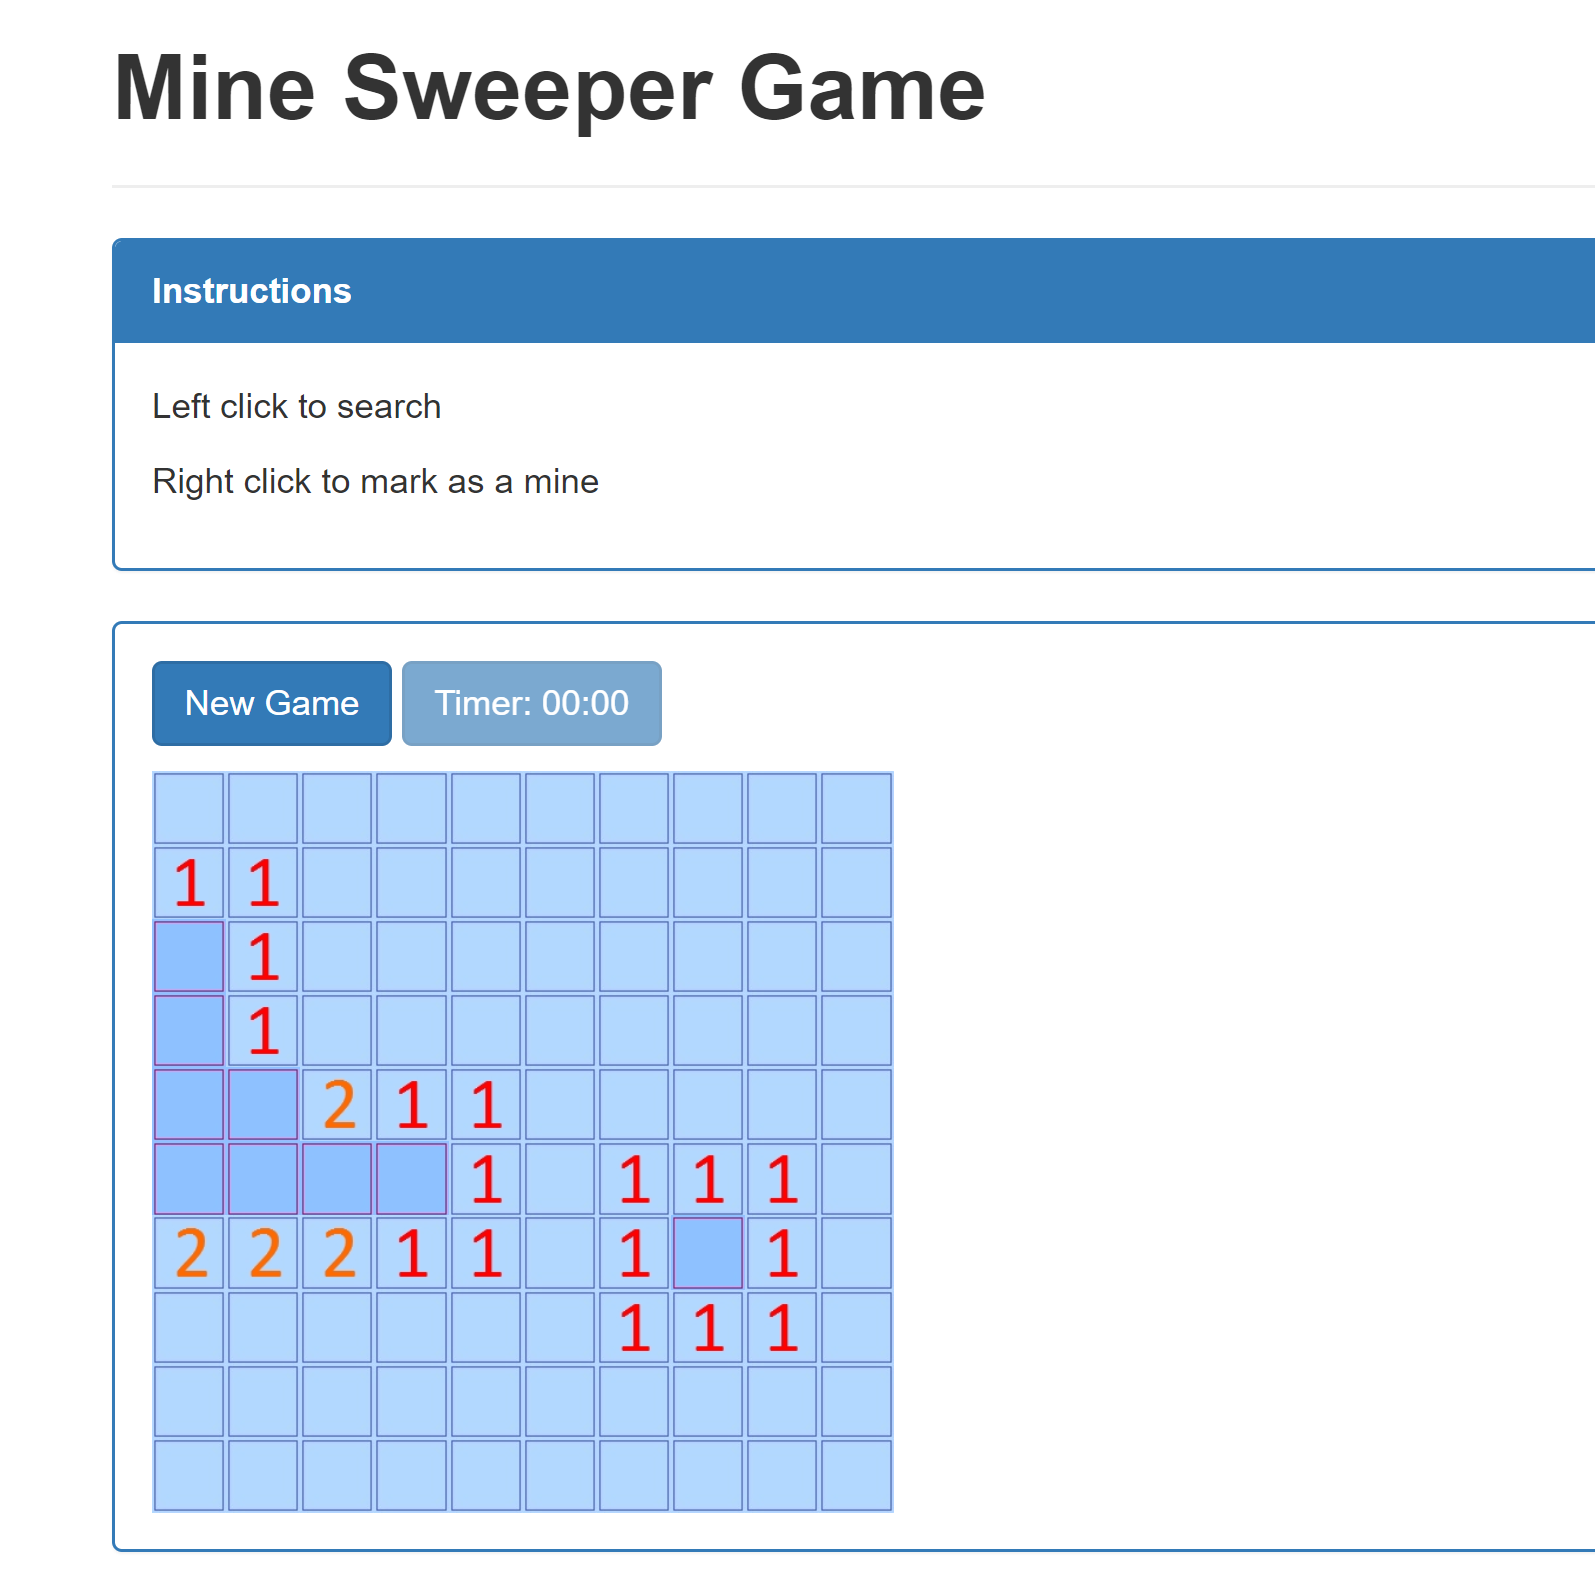 Mine Sweeper Game
Instructions
Left click to search
Right click to mark as a mine
New Game Timer: 00:00
1 1
1
1
2 1 1
1 1 1 1
2 2 2 1 1 1 1
1 1 1